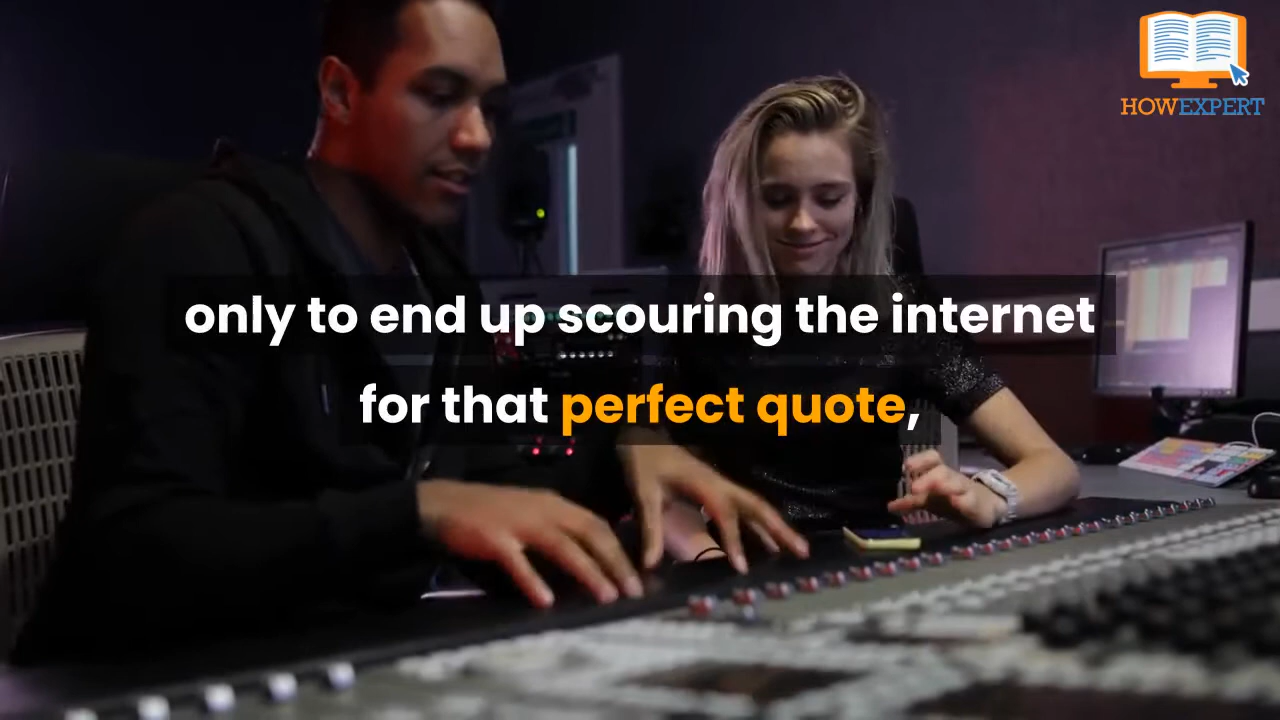 HOWEXPERT
only to end up scouring the internet
for that perfect quote,